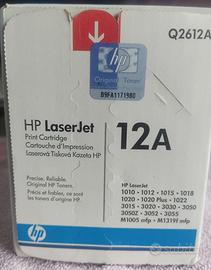 hp
Q2612A
Original HP Toner
B9FA1171980
HP LaserJet
Print Cartridge
Cartouche d'Impression
Laserová Tisková Kazeta HP
12A
Precise. Reliable.
Original HP Toners.
Précis et fiables, ce sont
les toners HP authentiques.
HP LaserJet
1010 • 1012 • 1015 • 1018
1020 • 1020 Plus • 1022
3015 • 3020 • 3030 • 3050
3050Z • 3052 • 3055
M1005 mfp • M1319f mfp
hp